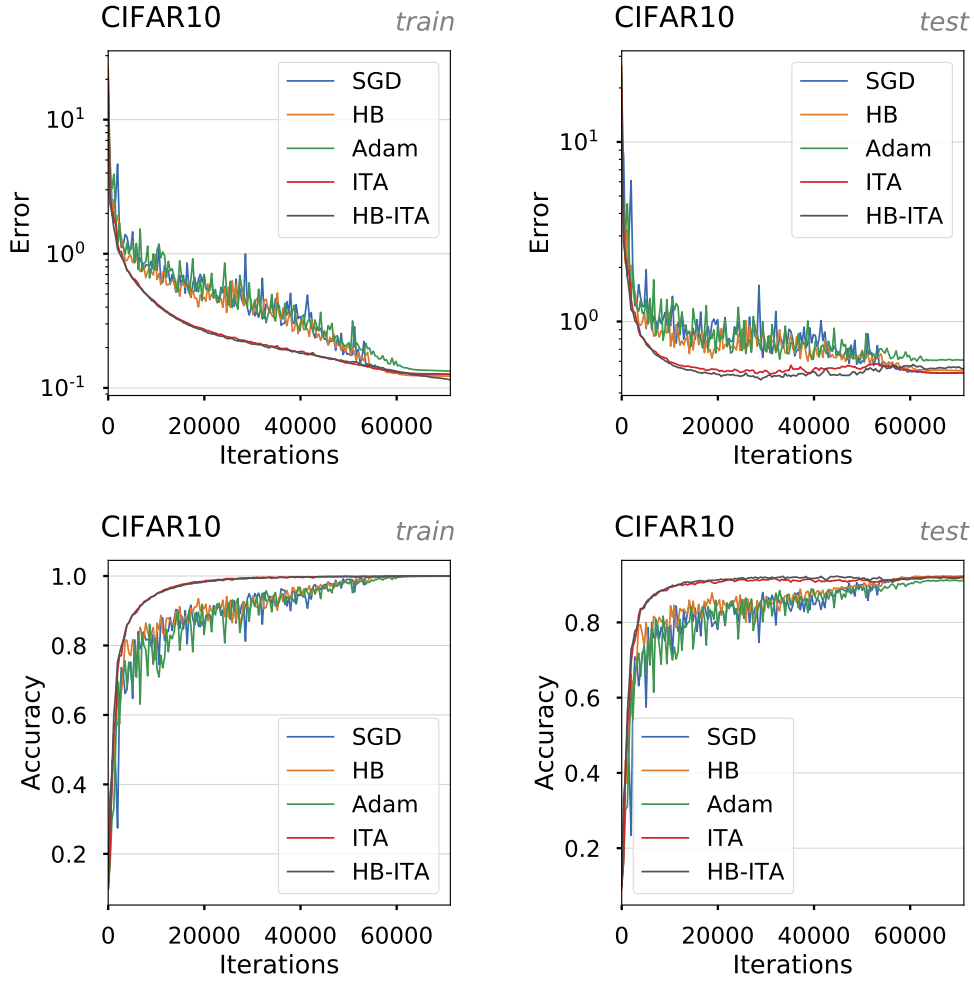 CIFAR10 train
10^1
10^0
10^-1
Error
SGD
HB
Adam
ITA
HB-ITA
0 20000 40000 60000
Iterations
CIFAR10 test
10^1
10^0
Error
SGD
HB
Adam
ITA
HB-ITA
0 20000 40000 60000
Iterations
CIFAR10 train
1.0
0.8
0.6
0.4
0.2
Accuracy
SGD
HB
Adam
ITA
HB-ITA
0 20000 40000 60000
Iterations
CIFAR10 test
0.8
0.6
0.4
0.2
Accuracy
SGD
HB
Adam
ITA
HB-ITA
0 20000 40000 60000
Iterations